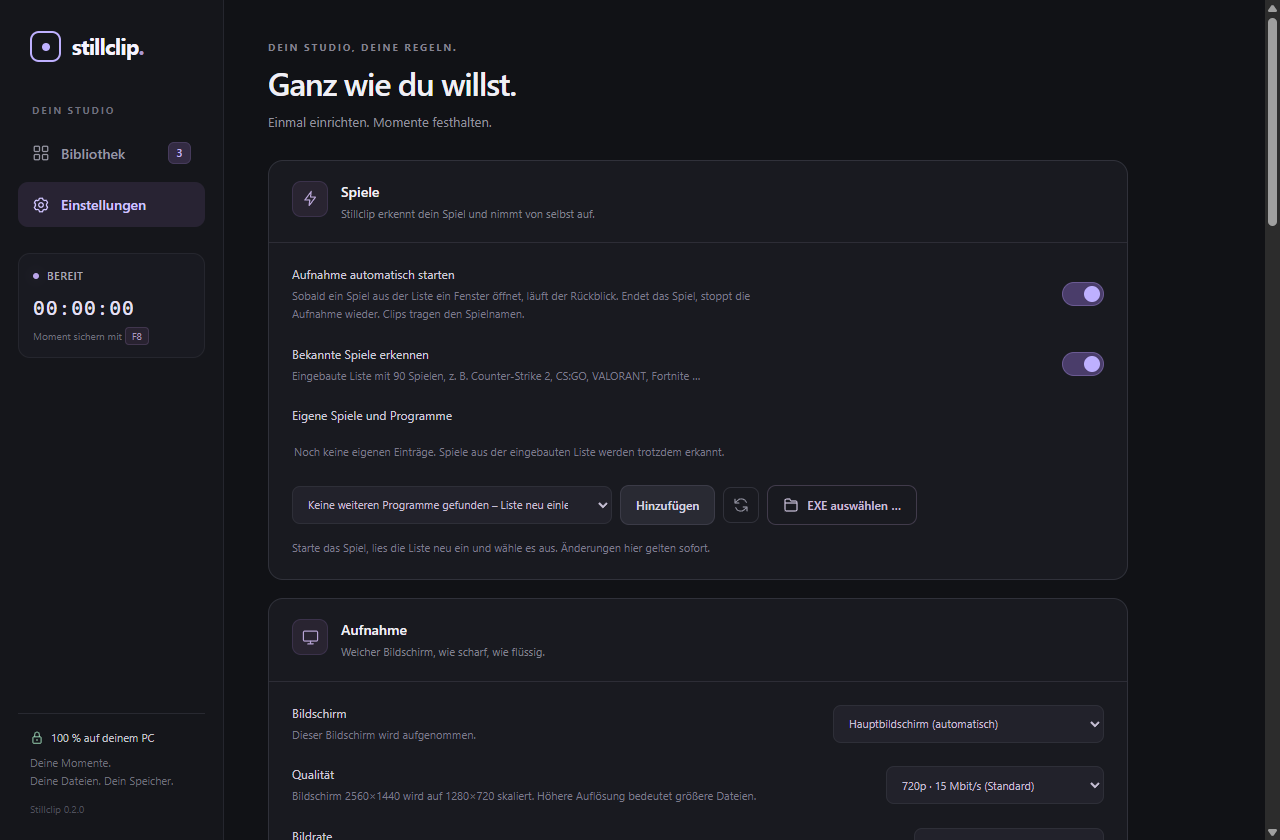 stillclip.
DEIN STUDIO
Bibliothek
3
Einstellungen
BEREIT
00:00:00
Moment sichern mit F8
100 % auf deinem PC
Deine Momente.
Deine Dateien. Dein Speicher.
Stillclip 0.2.0
DEIN STUDIO, DEINE REGELN.
Ganz wie du willst.
Einmal einrichten. Momente festhalten.
Spiele
Stillclip erkennt dein Spiel und nimmt von selbst auf.
Aufnahme automatisch starten
Sobald ein Spiel aus der Liste ein Fenster öffnet, läuft der Rückblick. Endet das Spiel, stoppt die
Aufnahme wieder. Clips tragen den Spielnamen.
Bekannte Spiele erkennen
Eingebaute Liste mit 90 Spielen, z. B. Counter-Strike 2, CS:GO, VALORANT, Fortnite ...
Eigene Spiele und Programme
Noch keine eigenen Einträge. Spiele aus der eingebauten Liste werden trotzdem erkannt.
Keine weiteren Programme gefunden – Liste neu einle
Hinzufügen
EXE auswählen ...
Starte das Spiel, lies die Liste neu ein und wähle es aus. Änderungen hier gelten sofort.
Aufnahme
Welcher Bildschirm, wie scharf, wie flüssig.
Bildschirm
Dieser Bildschirm wird aufgenommen.
Hauptbildschirm (automatisch)
Qualität
Bildschirm 2560×1440 wird auf 1280×720 skaliert. Höhere Auflösung bedeutet größere Dateien.
720p · 15 Mbit/s (Standard)
Bildrate